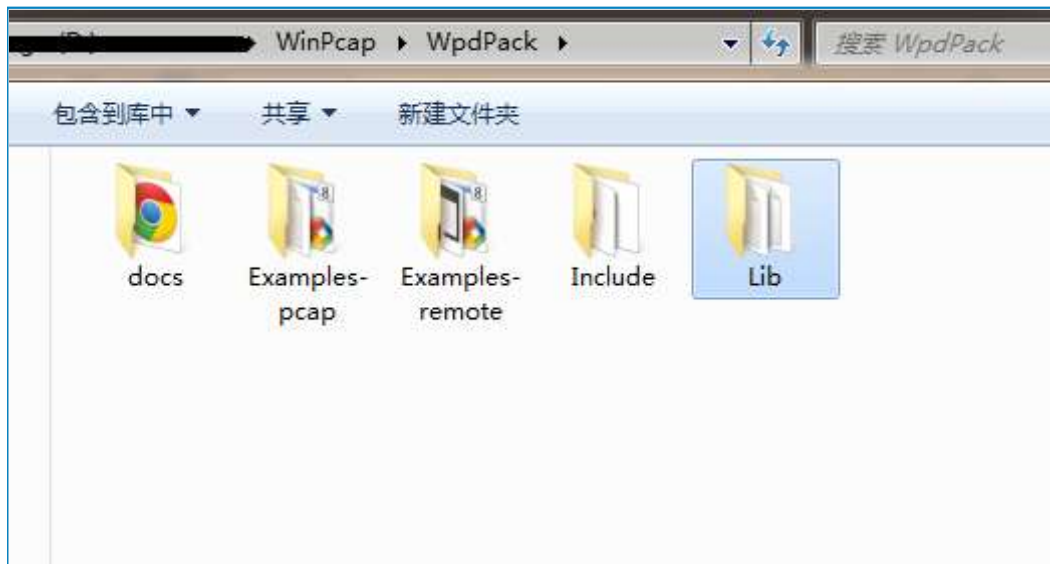 WinPcap WpdPack 搜索 WpdPack
包含到库中 共享 新建文件夹
docs
Examples-
pcap
Examples-
remote
Include
Lib